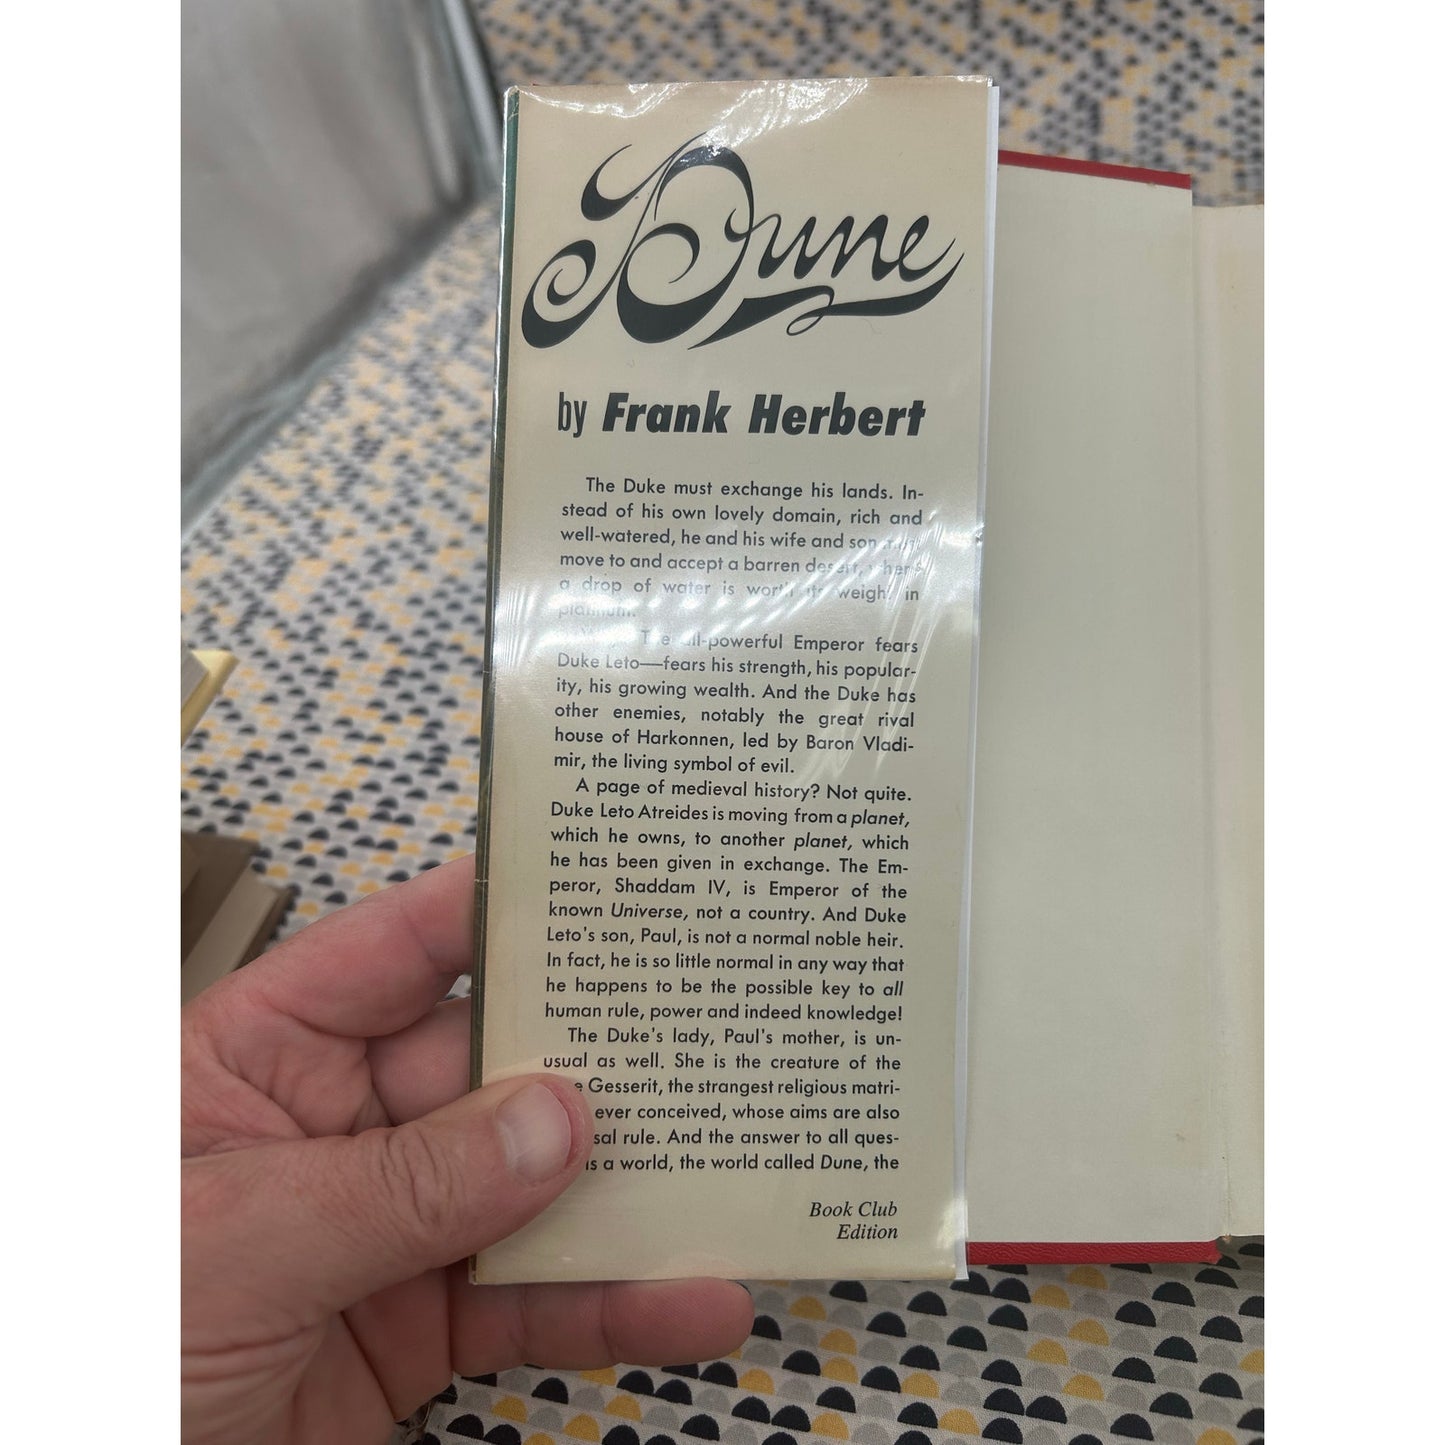 Dune
by Frank Herbert
The Duke must exchange his lands. In-
stead of his own lovely domain, rich and
well-watered, he and his wife and son
move to and accept a barren desert, where
a drop of water is worth its weight in
platinum.
The all-powerful Emperor fears
Duke Leto—fears his strength, his popular-
ity, his growing wealth. And the Duke has
other enemies, notably the great rival
house of Harkonnen, led by Baron Vladi-
mir, the living symbol of evil.
A page of medieval history? Not quite.
Duke Leto Atreides is moving from a planet,
which he owns, to another planet, which
he has been given in exchange. The Em-
peror, Shaddam IV, is Emperor of the
known Universe, not a country. And Duke
Leto's son, Paul, is not a normal noble heir.
In fact, he is so little normal in any way that
he happens to be the possible key to all
human rule, power and indeed knowledge!
The Duke's lady, Paul's mother, is un-
usual as well. She is the creature of the
Gesserit, the strangest religious matri-
ever conceived, whose aims are also
rule. And the answer to all ques-
is a world, the world called Dune, the
Book Club
Edition